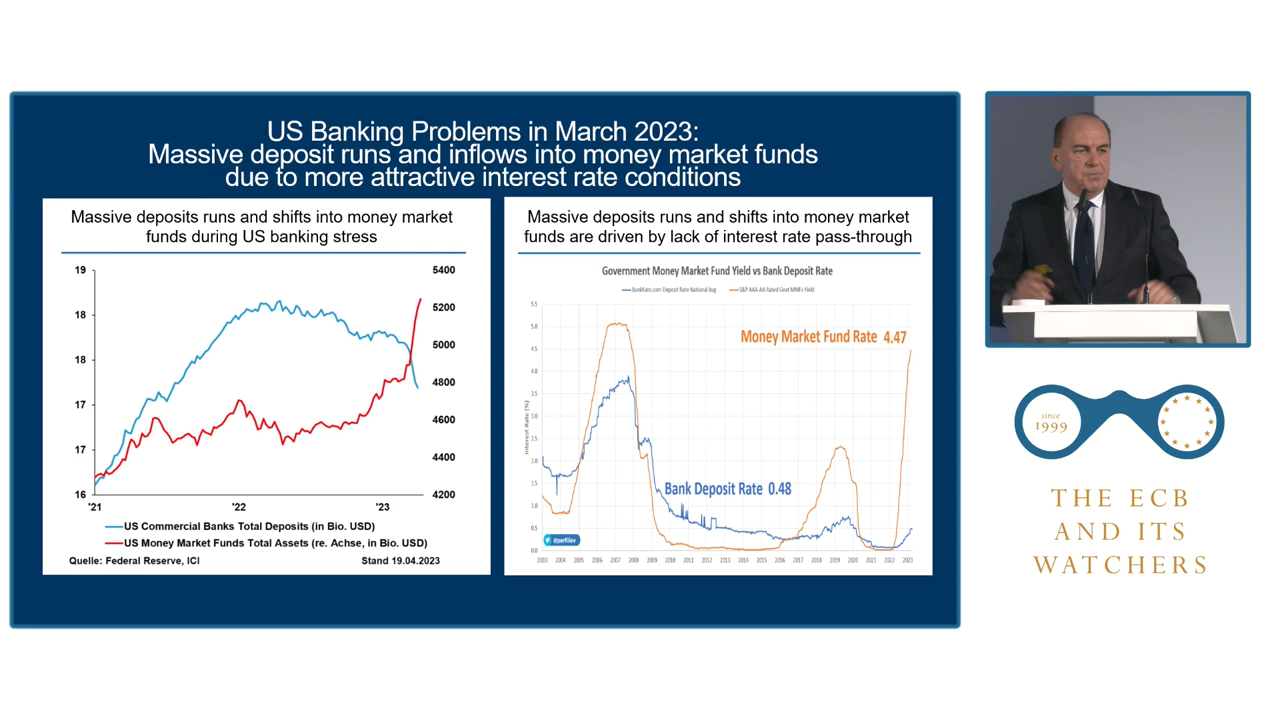 US Banking Problems in March 2023:
Massive deposit runs and inflows into money market funds
due to more attractive interest rate conditions
Massive deposits runs and shifts into money market
funds during US banking stress
19
18
18
17
17
16
5400
5200
5000
4800
4600
4400
4200
'21
'22
'23
US Commercial Banks Total Deposits (in Bio. USD)
US Money Market Funds Total Assets (re. Achse, in Bio. USD)
Quelle: Federal Reserve, ICI
Stand 19.04.2023
Massive deposits runs and shifts into money market
funds are driven by lack of interest rate pass-through
Government Money Market Fund Yield vs Bank Deposit Rate
Bankrate.com Deposit Rate National Avg
S&P AAA-AA Rated Govt MMFs Yield
Interest Rate (%)
5.5
5.0
4.5
4.0
3.5
3.0
2.5
2.0
1.5
1.0
0.5
0.0
Money Market Fund Rate 4.47
Bank Deposit Rate 0.48
@perfiliev
2003 2004 2005 2006 2007 2008 2009 2010 2011 2012 2013 2014 2015 2016 2017 2018 2019 2020 2021 2022 2023
since
1999
THE ECB
AND ITS
WATCHERS